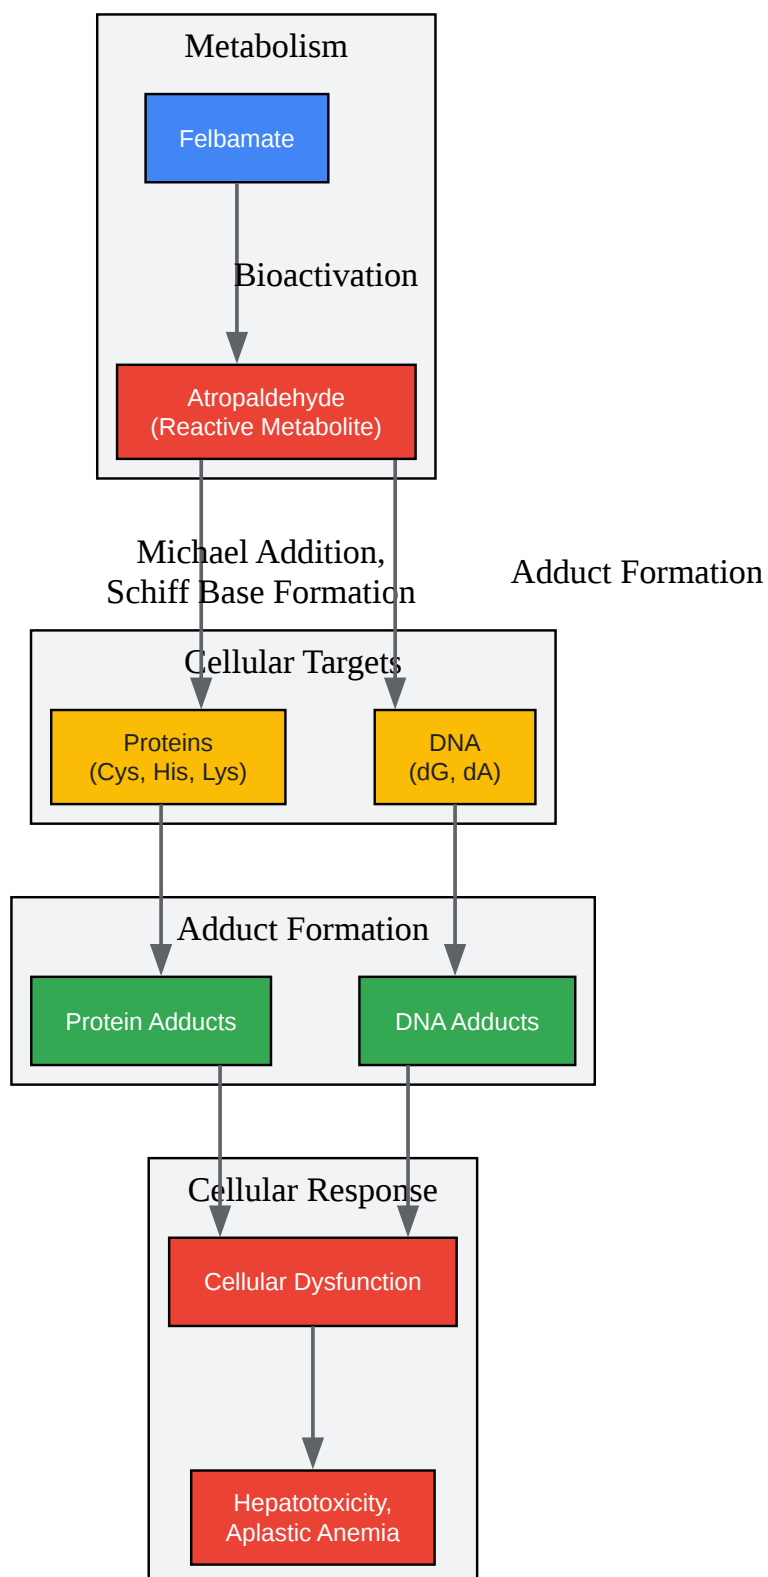 Metabolism
Felbamate
Bioactivation
Atropaldehyde
(Reactive Metabolite)
Michael Addition,
Schiff Base Formation
Adduct Formation
Cellular Targets
Proteins
(Cys, His, Lys)
DNA
(dG, dA)
Adduct Formation
Protein Adducts
DNA Adducts
Cellular Response
Cellular Dysfunction
Hepatotoxicity,
Aplastic Anemia